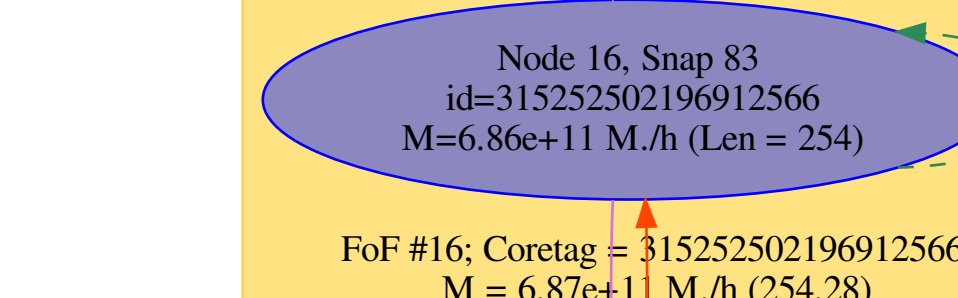 Node 16, Snap 83
id=315252502196912566
M=6.86e+11 M./h (Len = 254)
FoF #16; Coretag = 315252502196912566
M = 6.87e+11 M./h (254.28)